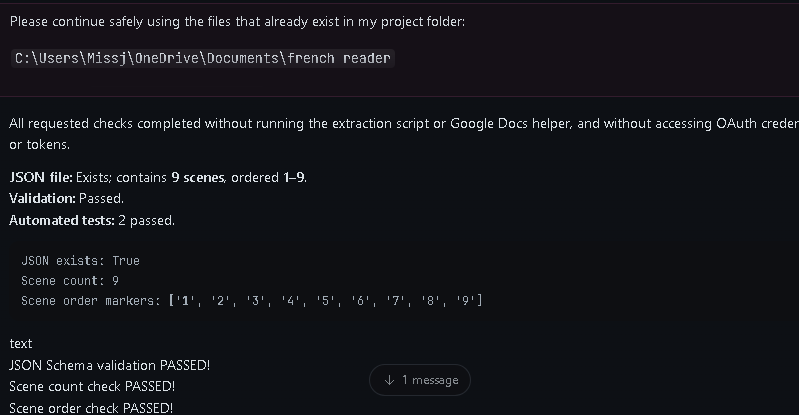 Please continue safely using the files that already exist in my project folder:
C:\Users\Missj\OneDrive\Documents\french reader
All requested checks completed without running the extraction script or Google Docs helper, and without accessing OAuth creder
or tokens.
JSON file: Exists; contains 9 scenes, ordered 1–9.
Validation: Passed.
Automated tests: 2 passed.
JSON exists: True
Scene count: 9
Scene order markers: ['1', '2', '3', '4', '5', '6', '7', '8', '9']
text
JSON Schema validation PASSED!
↓ 1 message
Scene count check PASSED!
Scene order check PASSED!